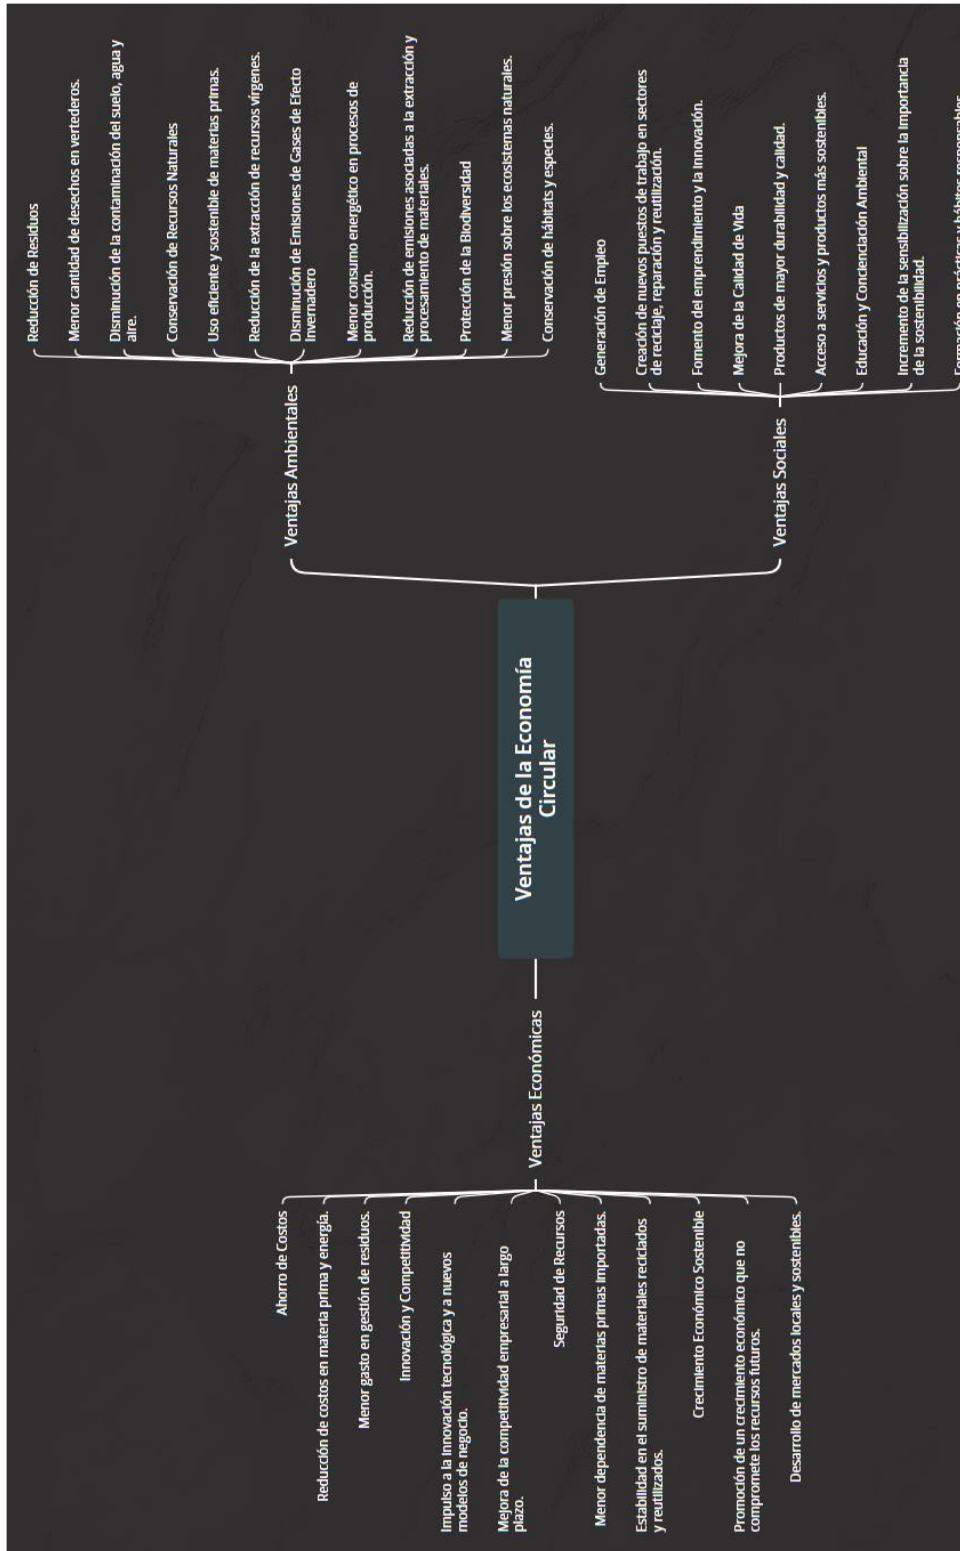 Ventajas de la Economía
Circular
Ventajas Económicas
Ahorro de Costos
Reducción de costos en materia prima y energía.
Menor gasto en gestión de residuos.
Innovación y Competitividad
Impulso a la innovación tecnológica y a nuevos
modelos de negocio.
Mejora de la competitividad empresarial a largo
plazo.
Seguridad de Recursos
Menor dependencia de materias primas importadas.
Estabilidad en el suministro de materiales reciclados
y reutilizados.
Crecimiento Económico Sostenible
Promoción de un crecimiento económico que no
compromete los recursos futuros.
Desarrollo de mercados locales y sostenibles.
Ventajas Ambientales
Reducción de Residuos
Menor cantidad de desechos en vertederos.
Disminución de la contaminación del suelo, agua y
aire.
Conservación de Recursos Naturales
Uso eficiente y sostenible de materias primas.
Reducción de la extracción de recursos vírgenes.
Disminución de Emisiones de Gases de Efecto
Invernadero
Menor consumo energético en procesos de
producción.
Reducción de emisiones asociadas a la extracción y
procesamiento de materiales.
Protección de la Biodiversidad
Menor presión sobre los ecosistemas naturales.
Conservación de hábitats y especies.
Ventajas Sociales
Generación de Empleo
Creación de nuevos puestos de trabajo en sectores
de reciclaje, reparación y reutilización.
Fomento del emprendimiento y la innovación.
Mejora de la Calidad de Vida
Productos de mayor durabilidad y calidad.
Acceso a servicios y productos más sostenibles.
Educación y Concienciación Ambiental
Incremento de la sensibilización sobre la importancia
de la sostenibilidad.